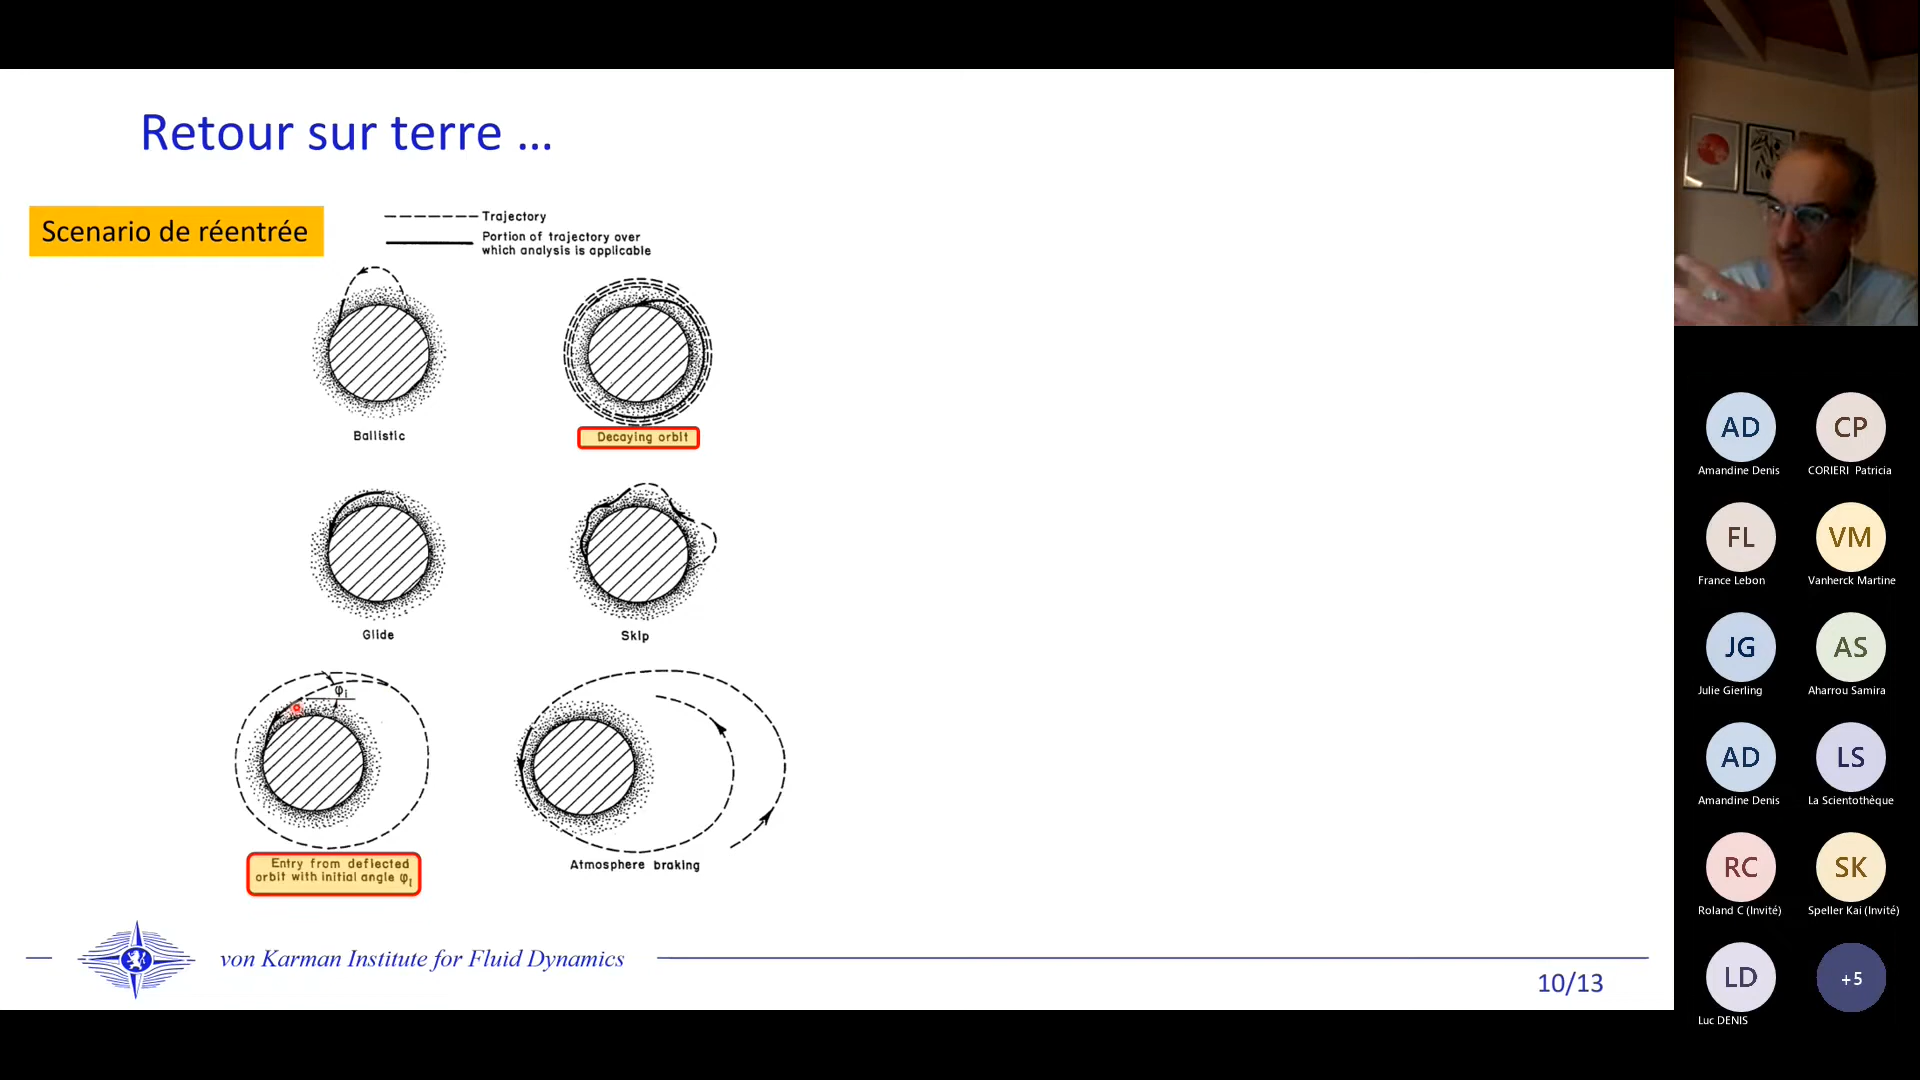 Retour sur terre ...
Scenario de réentrée
Trajectory
Portion of trajectory over
which analysis is applicable
Ballistic
Decaying orbit
Glide
Skip
φi
Entry from deflected
orbit with initial angle φi
Atmosphere braking
von Karman Institute for Fluid Dynamics
10/13
AD
Amandine Denis
CP
CORIERI Patricia
FL
France Lebon
VM
Vanherck Martine
JG
Julie Gierling
AS
Aharrou Samira
AD
Amandine Denis
LS
La Scientothèque
RC
Roland C (Invité)
SK
Speller Kai (Invité)
LD
Luc DENIS
+5